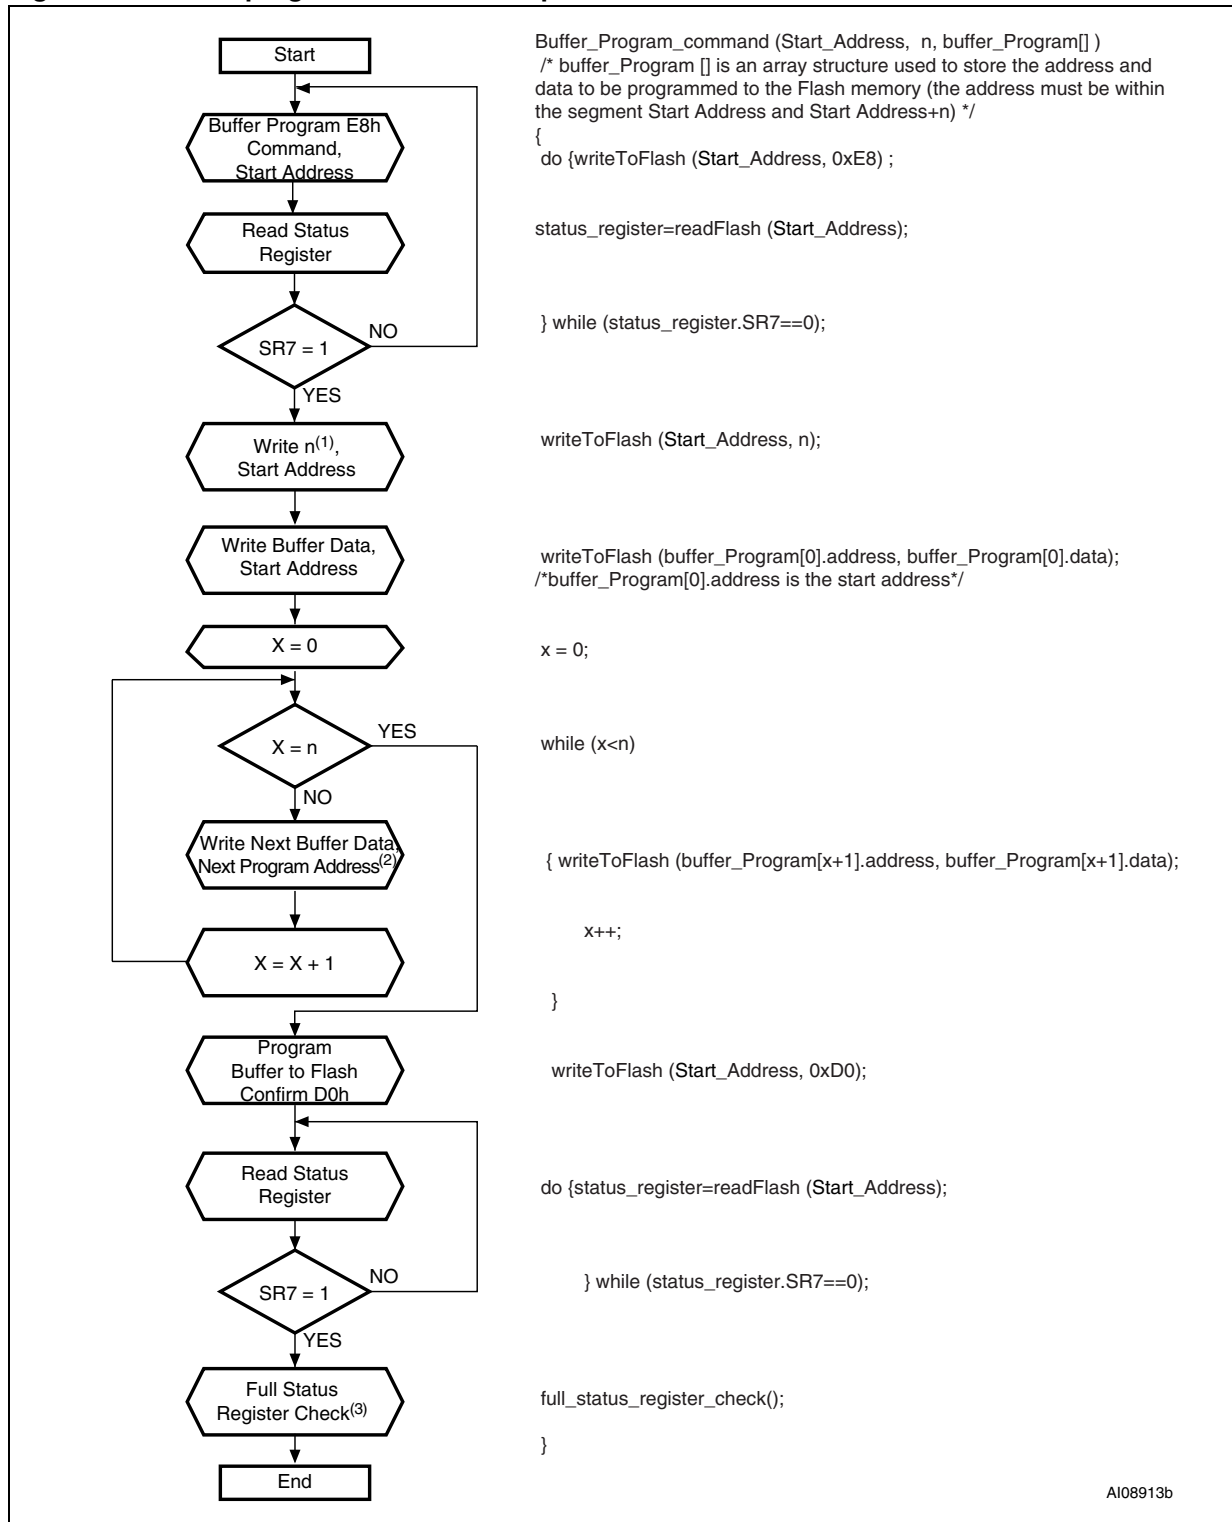 Start
Buffer_Program_command (Start_Address, n, buffer_Program[] )
/* buffer_Program [] is an array structure used to store the address and
data to be programmed to the Flash memory (the address must be within
the segment Start Address and Start Address+n) */
{
Buffer Program E8h
Command,
Start Address
do {writeToFlash (Start_Address, 0xE8) ;
Read Status
Register
status_register=readFlash (Start_Address);
SR7 = 1
NO
YES
} while (status_register.SR7==0);
Write n(1),
Start Address
writeToFlash (Start_Address, n);
Write Buffer Data,
Start Address
writeToFlash (buffer_Program[0].address, buffer_Program[0].data);
/*buffer_Program[0].address is the start address*/
X = 0
x = 0;
X = n
YES
NO
while (x<n)
Write Next Buffer Data,
Next Program Address(2)
{ writeToFlash (buffer_Program[x+1].address, buffer_Program[x+1].data);
X = X + 1
x++;
}
Program
Buffer to Flash
Confirm D0h
writeToFlash (Start_Address, 0xD0);
Read Status
Register
do {status_register=readFlash (Start_Address);
SR7 = 1
NO
YES
} while (status_register.SR7==0);
Full Status
Register Check(3)
full_status_register_check();
}
End
AI08913b